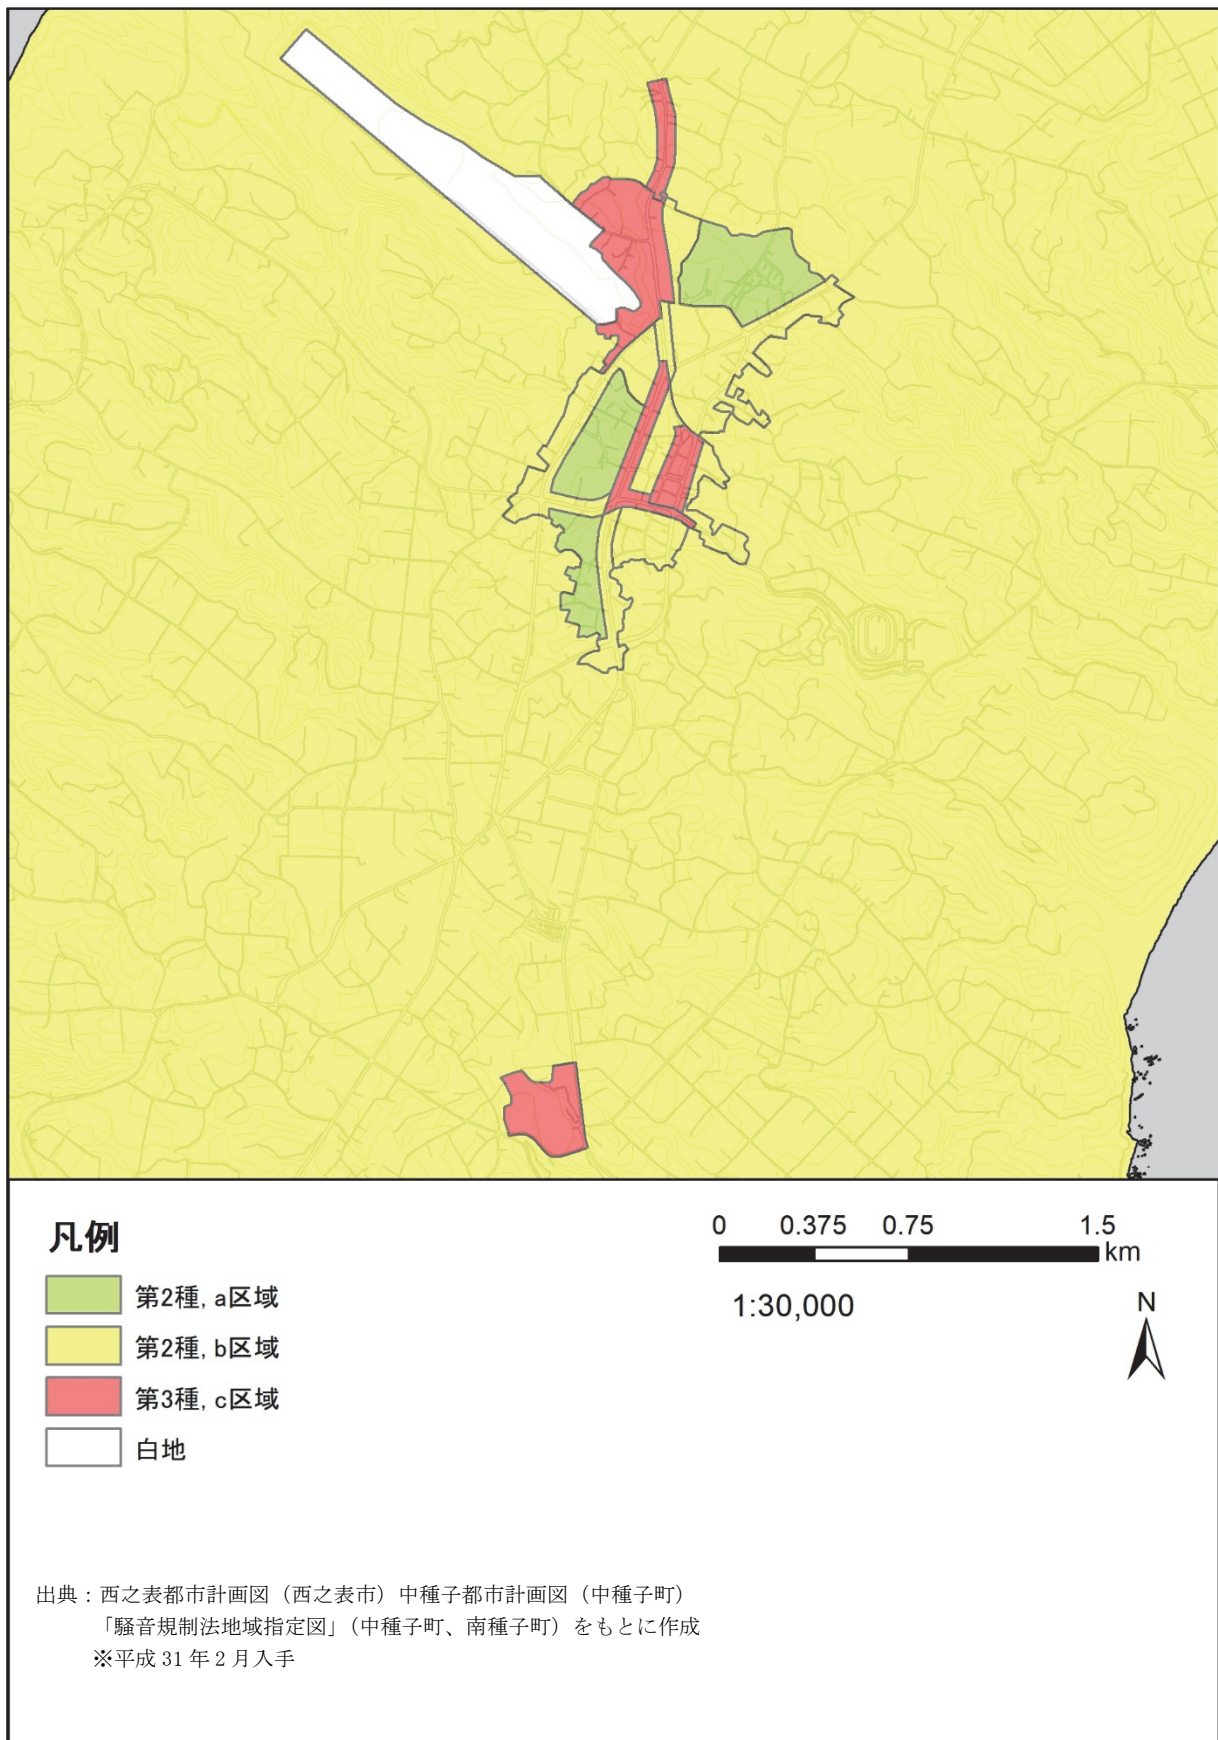 凡例
第2種, a区域
第2種, b区域
第3種, c区域
白地
0 0.375 0.75 1.5
km
1:30,000
N
出典：西之表都市計画図（西之表市）中種子都市計画図（中種子町）
「騒音規制法地域指定図」（中種子町、南種子町）をもとに作成
※平成 31 年 2 月入手